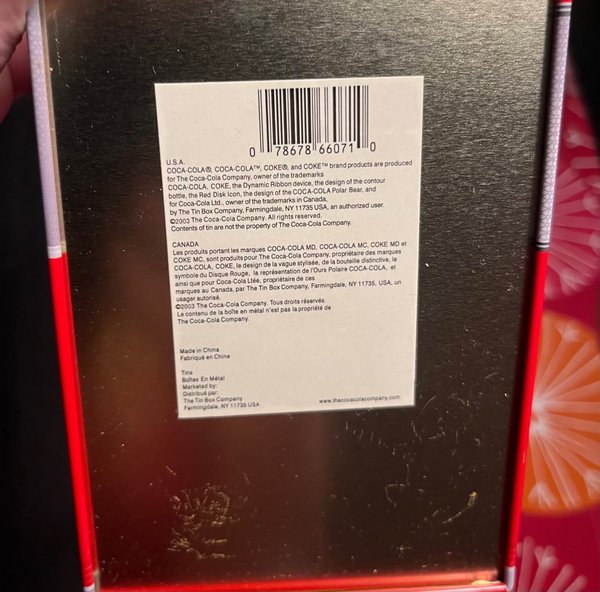 0 78678 66071 0
U.S.A.
COCA-COLA®, COCA-COLA™, COKE®, and COKE™ brand products are produced
for The Coca-Cola Company, owner of the trademarks
COCA-COLA, COKE, the Dynamic Ribbon device, the design of the contour
bottle, the Red Disk Icon, the design of the COCA-COLA Polar Bear, and
for Coca-Cola Ltd., owner of the trademarks in Canada,
by The Tin Box Company, Farmingdale, NY 11735 USA, an authorized user.
©2003 The Coca-Cola Company. All rights reserved.
Contents of tin are not the property of The Coca-Cola Company.
CANADA
Les produits portant les marques COCA-COLA MD, COCA-COLA MC, COKE MD et
COKE MC, sont produits pour The Coca-Cola Company, propriétaire des marques
COCA-COLA, COKE, le design de la vague stylisée, de la bouteille distinctive, le
symbole du Disque Rouge, la représentation de l'Ours Polaire COCA-COLA, et
ainsi que pour Coca-Cola Ltée, propriétaire de ces
marques au Canada, par The Tin Box Company, Farmingdale, NY 11735, USA, un
usager autorisé.
©2003 The Coca-Cola Company. Tous droits réservés.
Le contenu de la boîte en métal n'est pas la propriété de
The Coca-Cola Company.
Made in China
Fabriqué en Chine
Tins
Boîtes En Métal
Marketed by:
Distribué par:
The Tin Box Company
Farmingdale, NY 11735 USA
www.thecocacolacompany.com